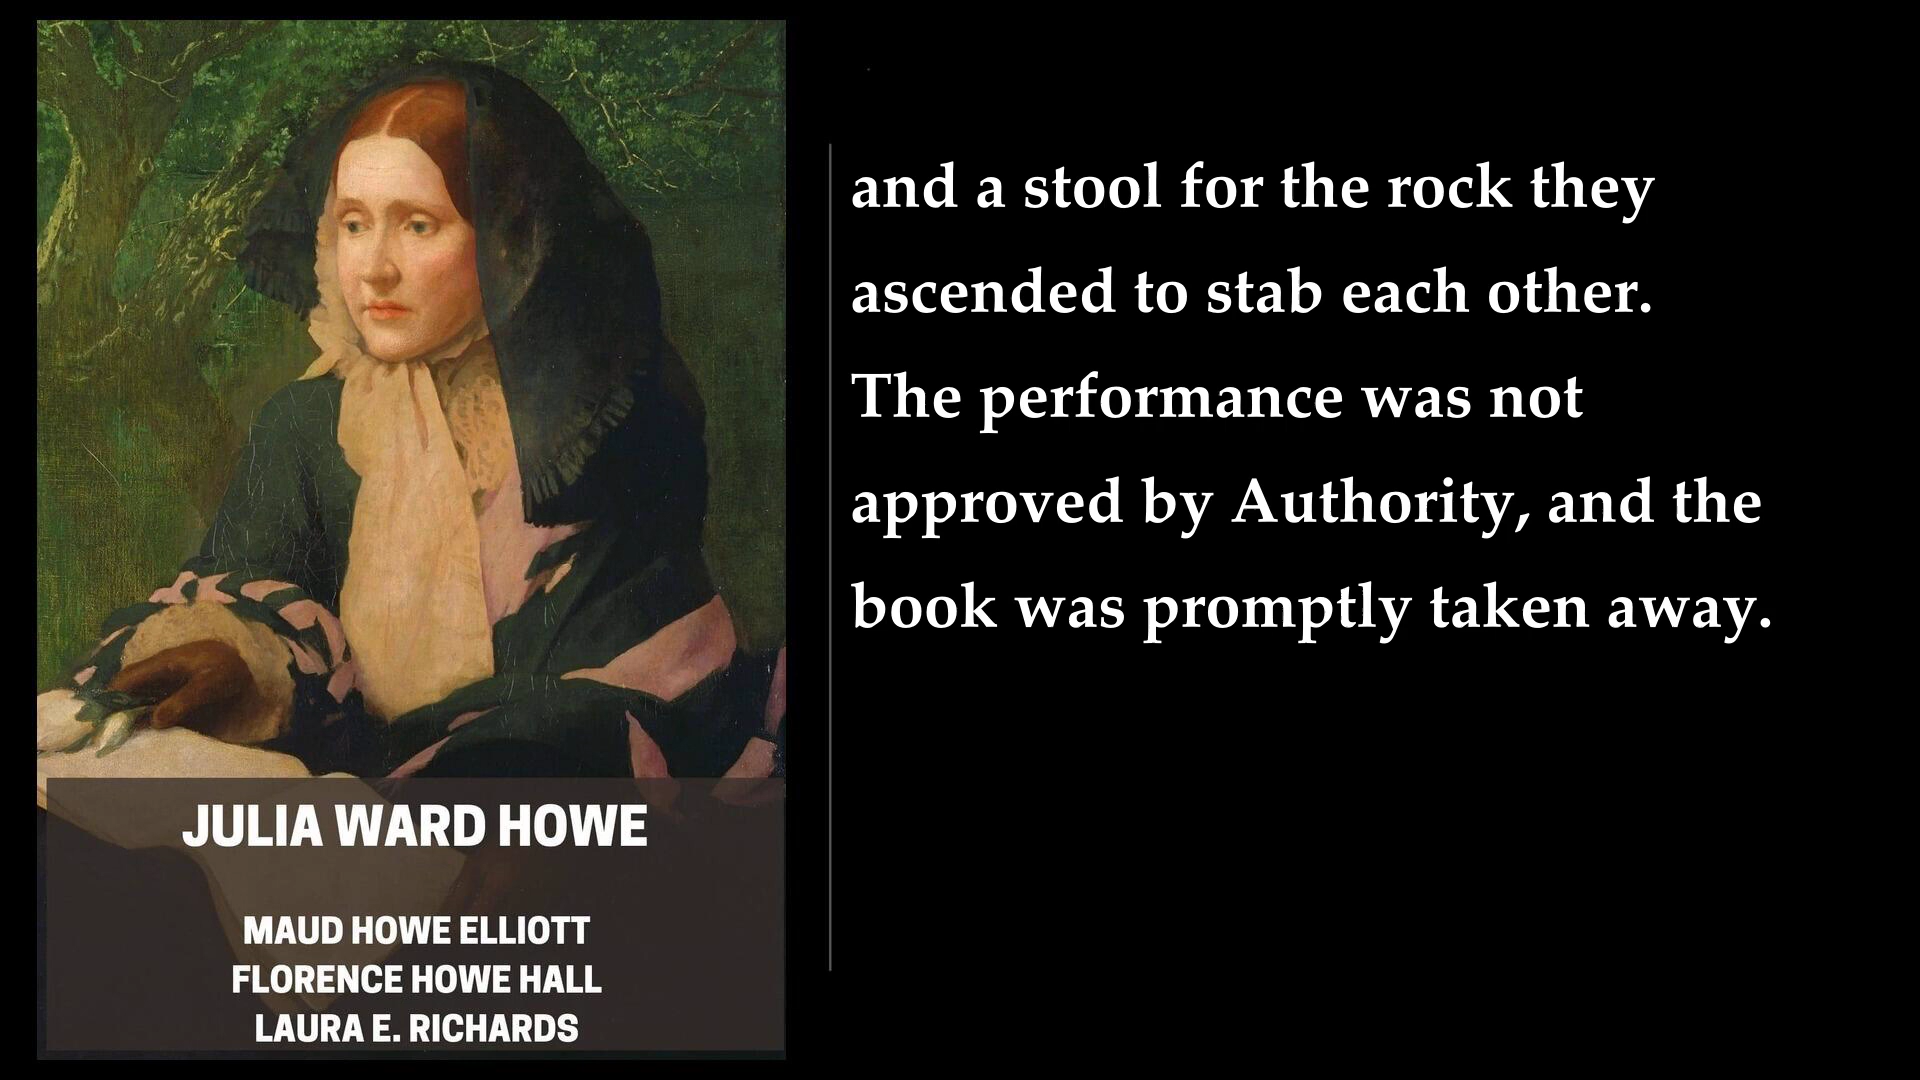 and a stool for the rock they
ascended to stab each other.
The performance was not
approved by Authority, and the
book was promptly taken away.
JULIA WARD HOWE
MAUD HOWE ELLIOTT
FLORENCE HOWE HALL
LAURA E. RICHARDS